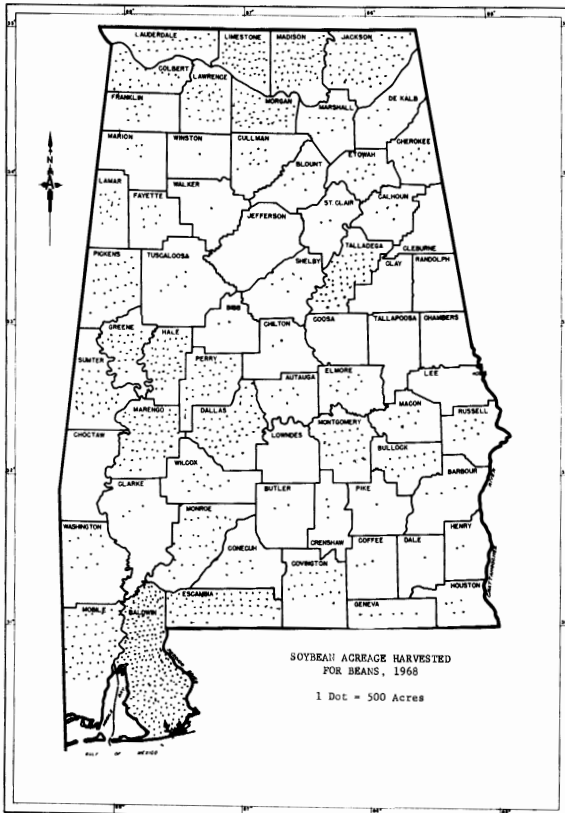 LAUDERDALE
LIMESTONE
MADISON
JACKSON
COLBERT
LAWRENCE
FRANKLIN
MORGAN
MARSHALL
DE KALB
MARION
WINSTON
CULLMAN
BLOUNT
ETOWAH
CHEROKEE
LAMAR
FAYETTE
WALKER
JEFFERSON
ST. CLAIR
CALHOUN
TALLADEGA
CLEBURNE
PICKENS
TUSCALOOSA
SHELBY
CLAY
RANDOLPH
BIBB
GREENE
HALE
CHILTON
COOSA
TALLAPOOSA
CHAMBERS
SUMTER
PERRY
AUTAUGA
ELMORE
LEE
MARENGO
DALLAS
MACON
RUSSELL
CHOCTAW
LOWNDES
MONTGOMERY
BULLOCK
WILCOX
BARBOUR
CLARKE
BUTLER
PIKE
MONROE
WASHINGTON
CONECUH
CRENSHAW
COFFEE
DALE
HENRY
COVINGTON
ESCAMBIA
HOUSTON
MOBILE
BALDWIN
GENEVA
SOYBEAN ACREAGE HARVESTED
FOR BEANS, 1968
1 Dot = 500 Acres
GULF OF MEXICO